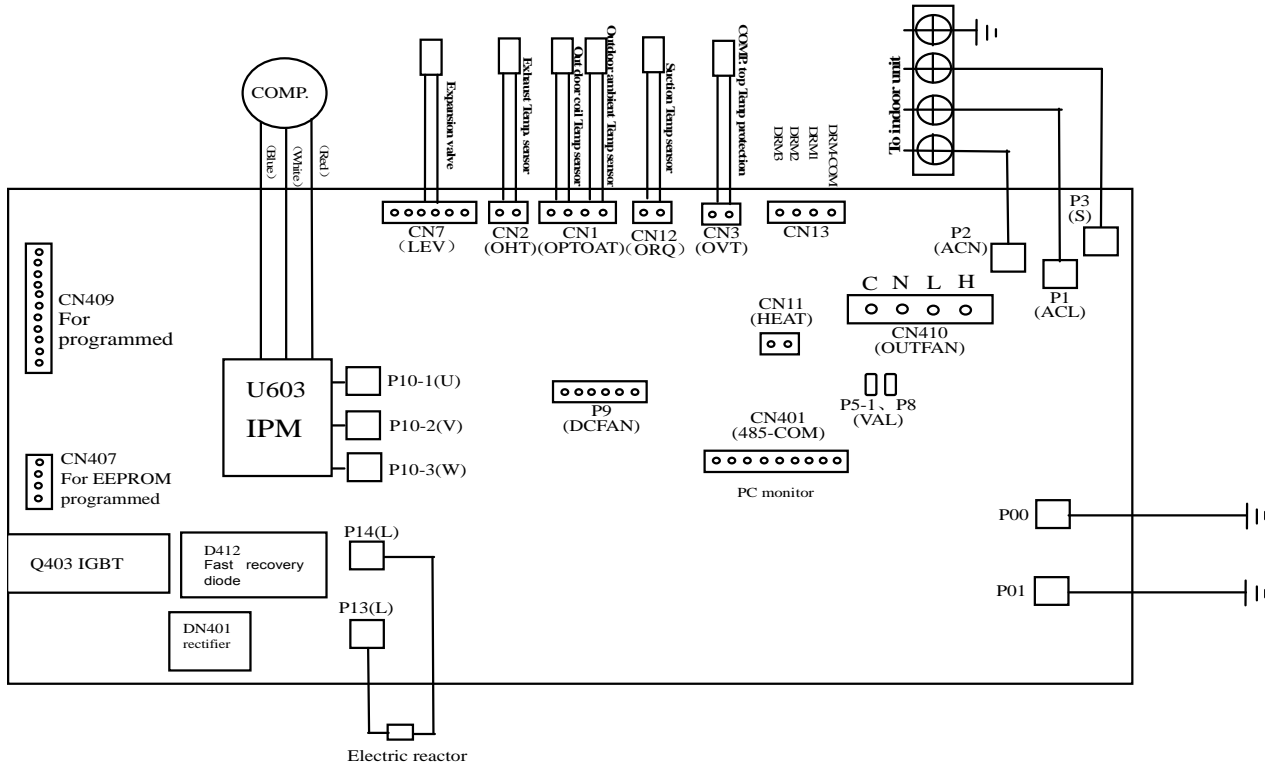 COMP.
(Blue)
(White)
(Red)
Expansion valve
Exhaust Temp. sensor
Out door coil Temp sensor
Outdoor ambient Temp sensor
Suction Temp sensor
COMP. top Temp protection
DRM3
DRM2
DRM1
DRM-COM
To indoor unit
CN7
(LEV)
CN2
(OHT)
CN1
(OPTOAT)
CN12
(ORQ)
CN3
(OVT)
CN13
P2
(ACN)
P3
(S)
P1
(ACL)
CN409
For
programmed
CN11
(HEAT)
C N L H
CN410
(OUTFAN)
U603
IPM
P10-1(U)
P10-2(V)
P10-3(W)
P9
(DCFAN)
P5-1、P8
(VAL)
CN401
(485-COM)
PC monitor
CN407
For EEPROM
programmed
P00
P01
Q403 IGBT
D412
Fast recovery
diode
P14(L)
P13(L)
DN401
rectifier
Electric reactor